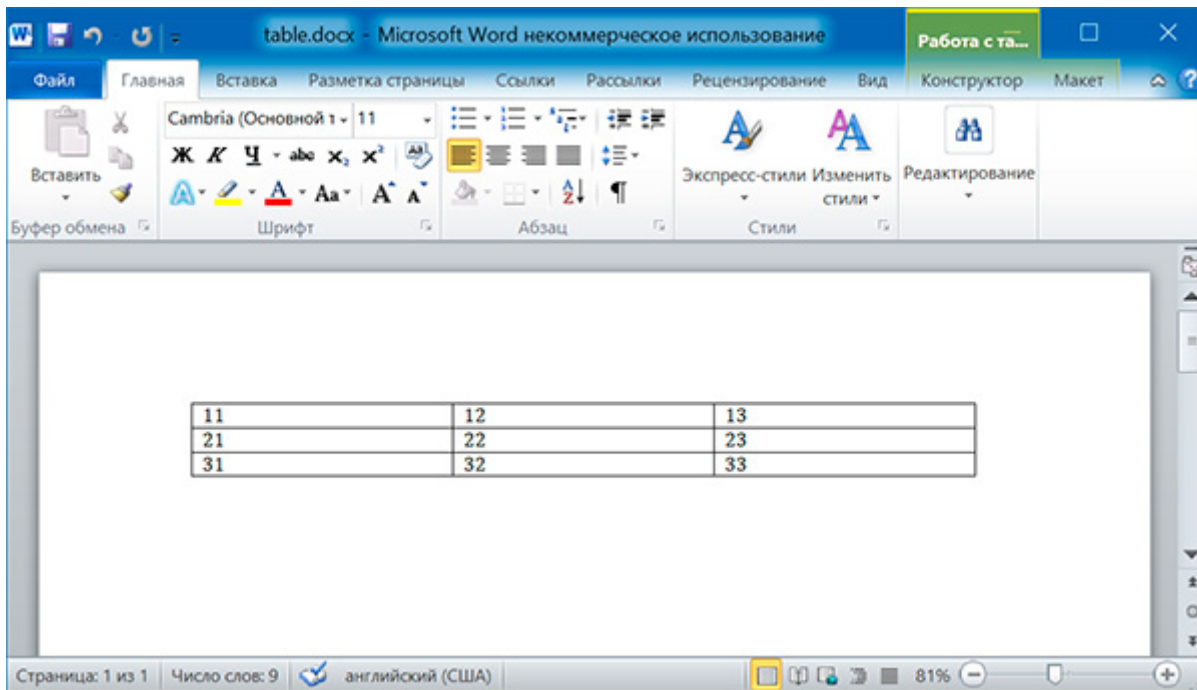 table.docx - Microsoft Word некоммерческое использование
Работа с та...
Файл Главная Вставка Разметка страницы Ссылки Рассылки Рецензирование Вид Конструктор Макет
Вставить
Буфер обмена
Cambria (Основной т 11
Ж К Ч abe x₂ x²
Aa A A
Шрифт
Абзац
Экспресс-стили
Изменить
стили
Стили
Редактирование
11 12 13
21 22 23
31 32 33
Страница: 1 из 1 Число слов: 9 английский (США) 81%